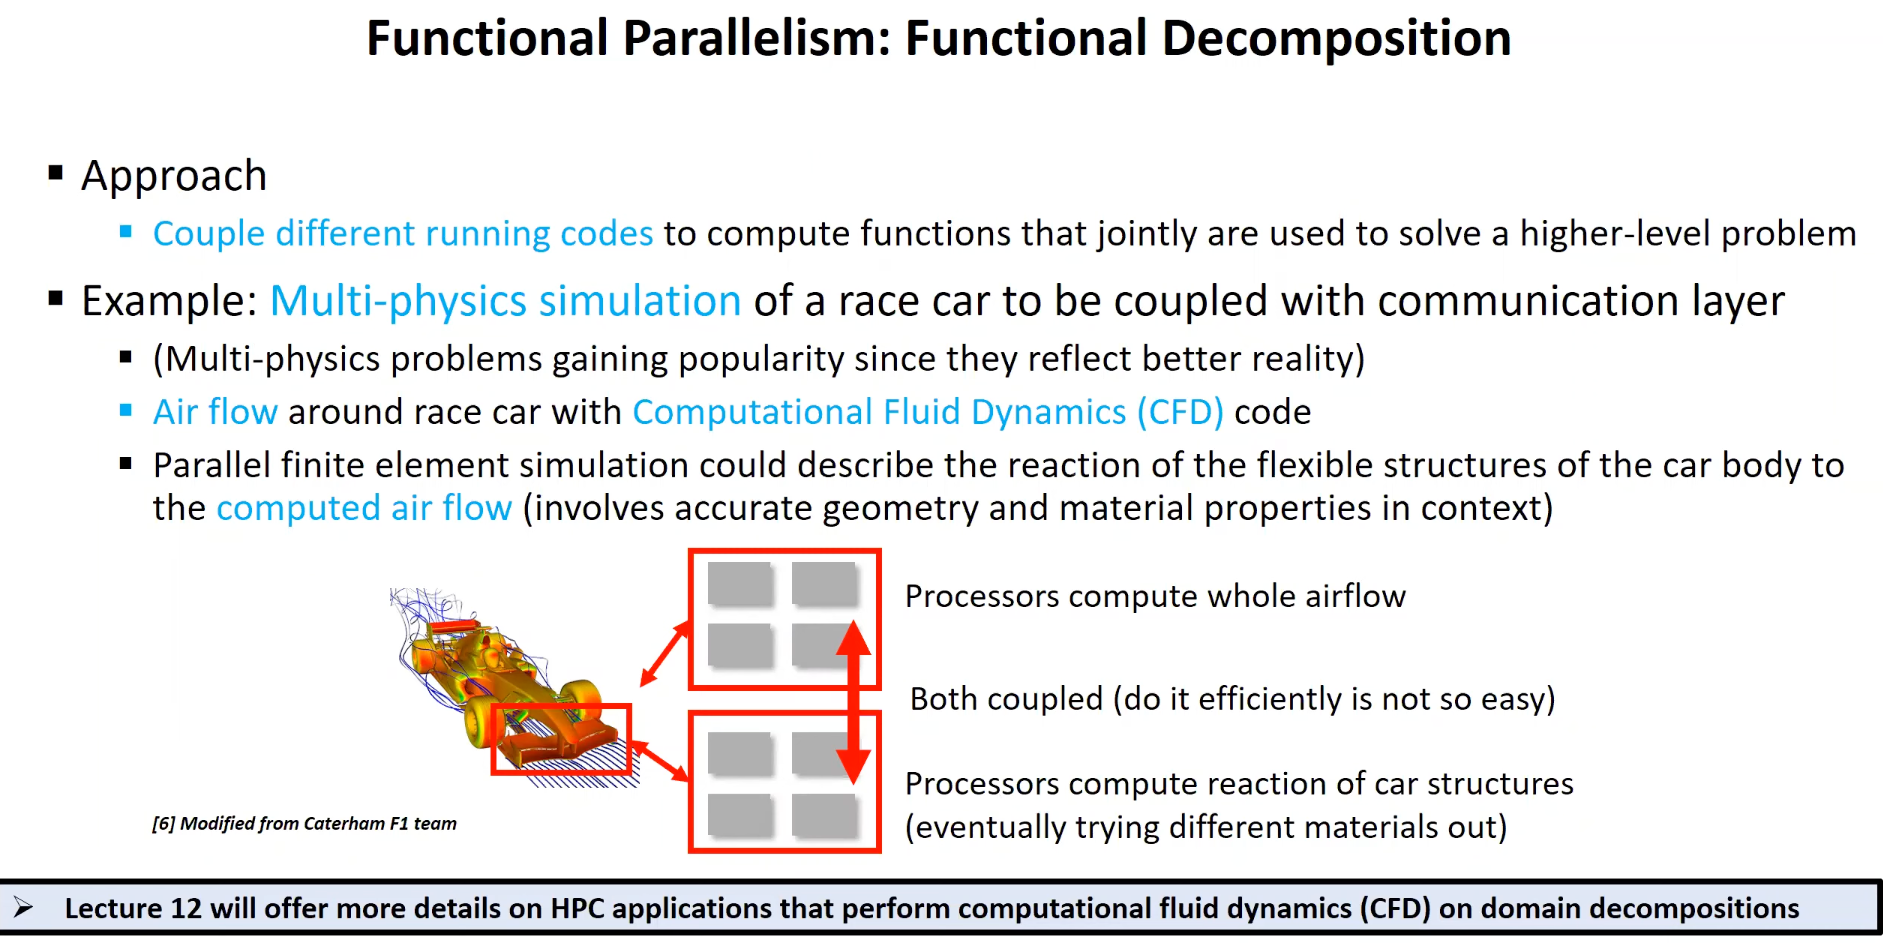 Functional Parallelism: Functional Decomposition
▪ Approach
▪ Couple different running codes to compute functions that jointly are used to solve a higher-level problem
▪ Example: Multi-physics simulation of a race car to be coupled with communication layer
▪ (Multi-physics problems gaining popularity since they reflect better reality)
▪ Air flow around race car with Computational Fluid Dynamics (CFD) code
▪ Parallel finite element simulation could describe the reaction of the flexible structures of the car body to
the computed air flow (involves accurate geometry and material properties in context)
Processors compute whole airflow
Both coupled (do it efficiently is not so easy)
Processors compute reaction of car structures
(eventually trying different materials out)
[6] Modified from Caterham F1 team
➢ Lecture 12 will offer more details on HPC applications that perform computational fluid dynamics (CFD) on domain decompositions